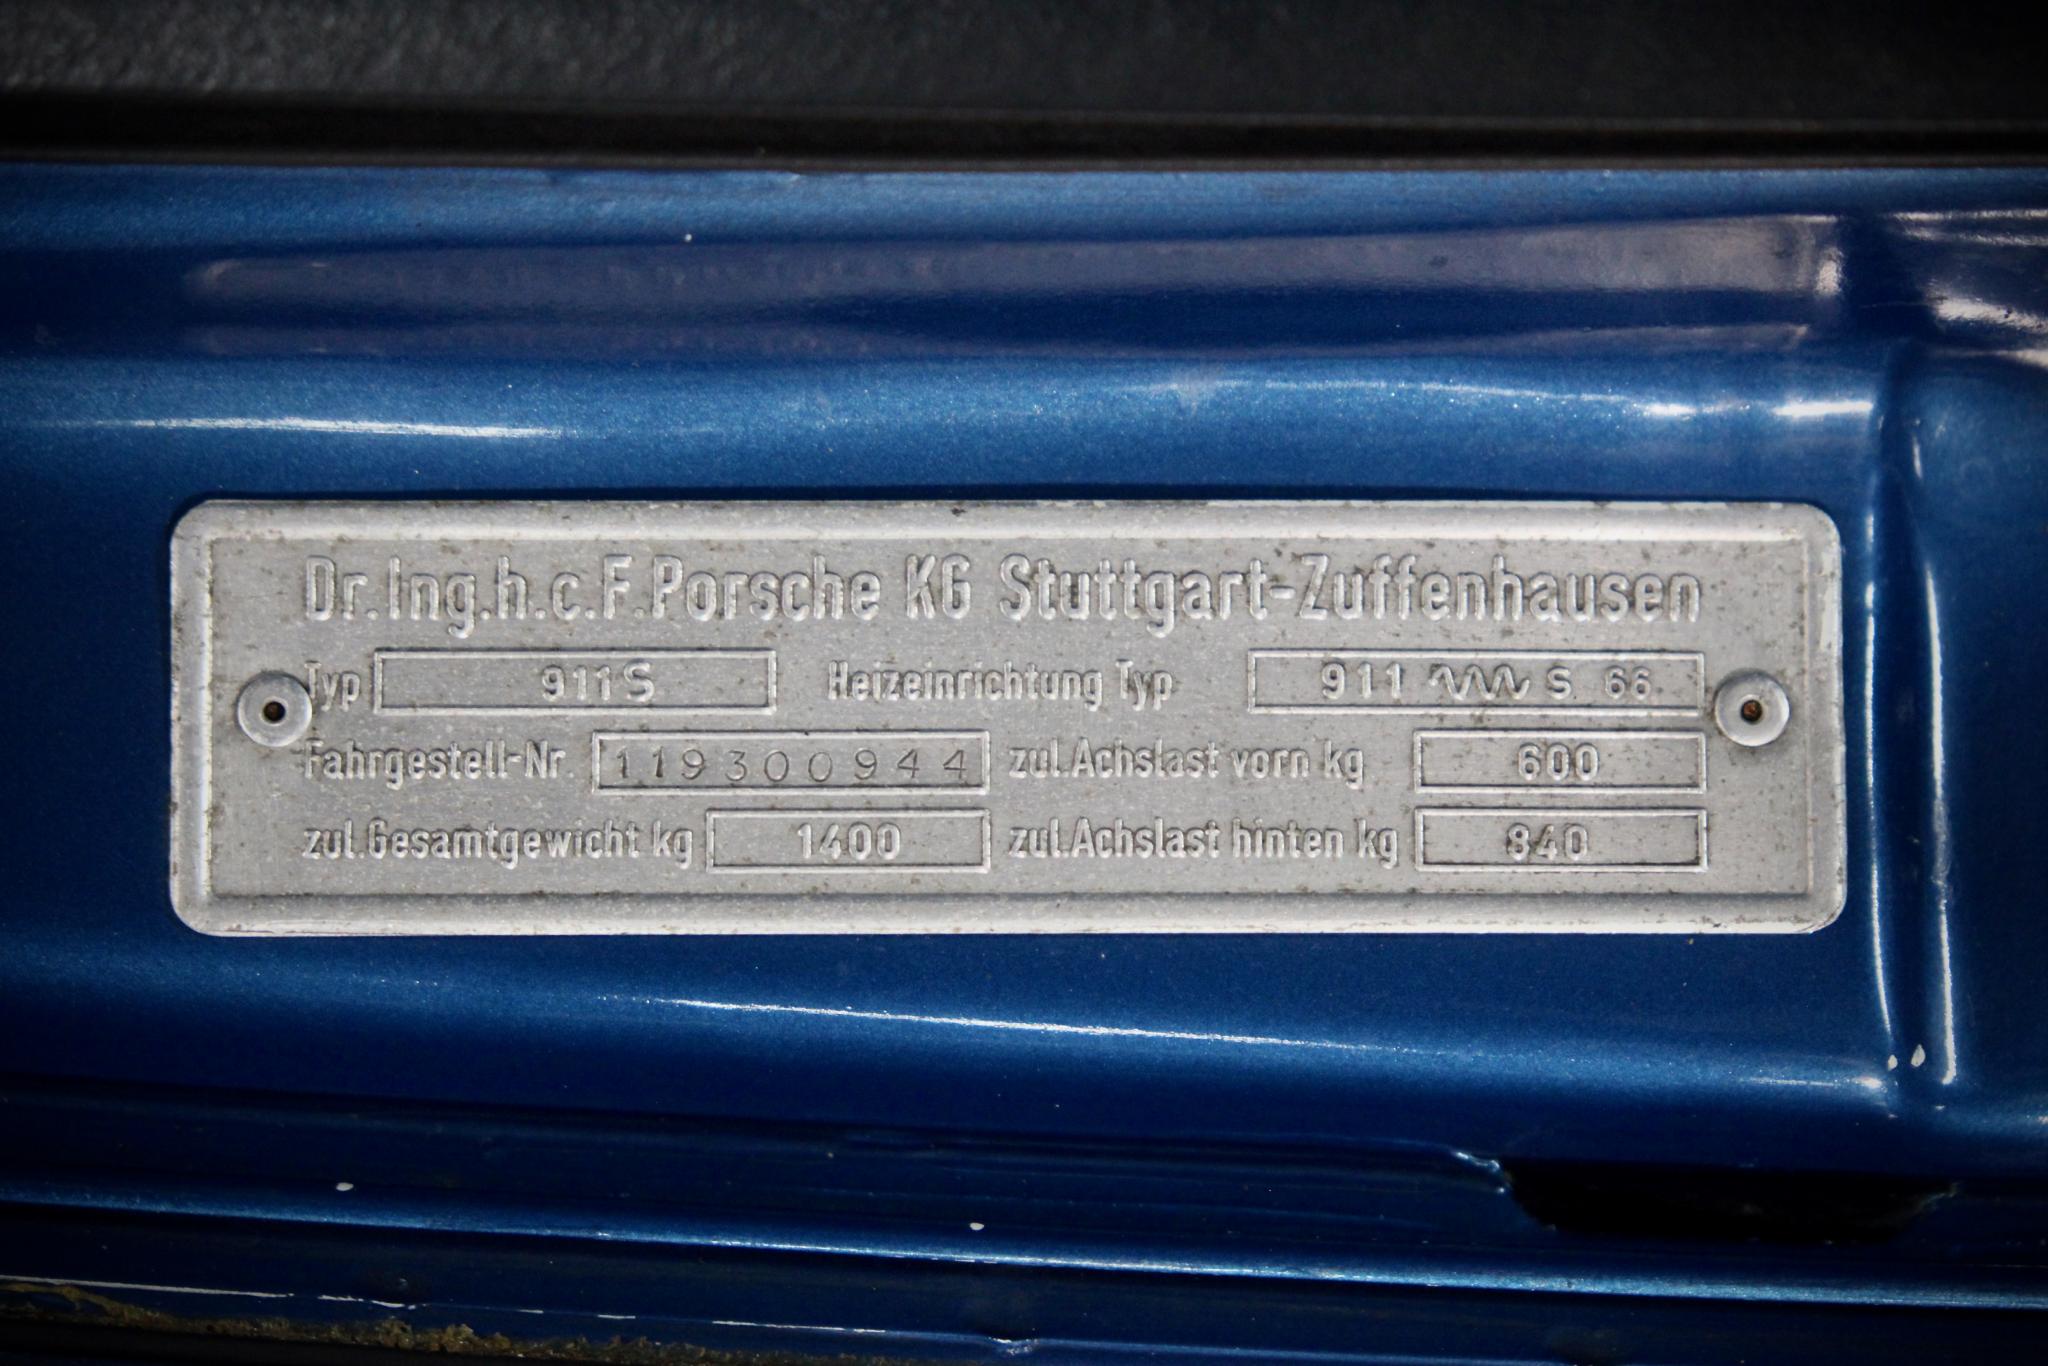 Dr.Ing.h.c.F.Porsche KG Stuttgart-Zuffenhausen
Typ 911S Heizeinrichtung Typ 911 S 66
Fahrgestell-Nr. 119300944 zul.Achslast vorn kg 600
zul.Gesamtgewicht kg 1400 zul.Achslast hinten kg 840